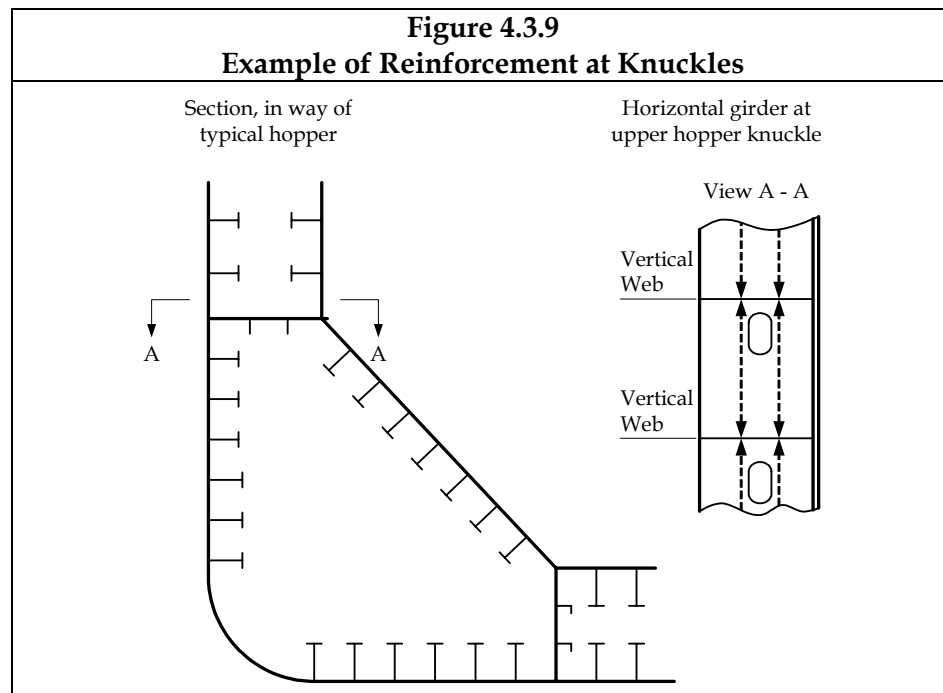 Figure 4.3.9
Example of Reinforcement at Knuckles
Section, in way of
typical hopper
Horizontal girder at
upper hopper knuckle
View A - A
Vertical
Web
A
A
Vertical
Web